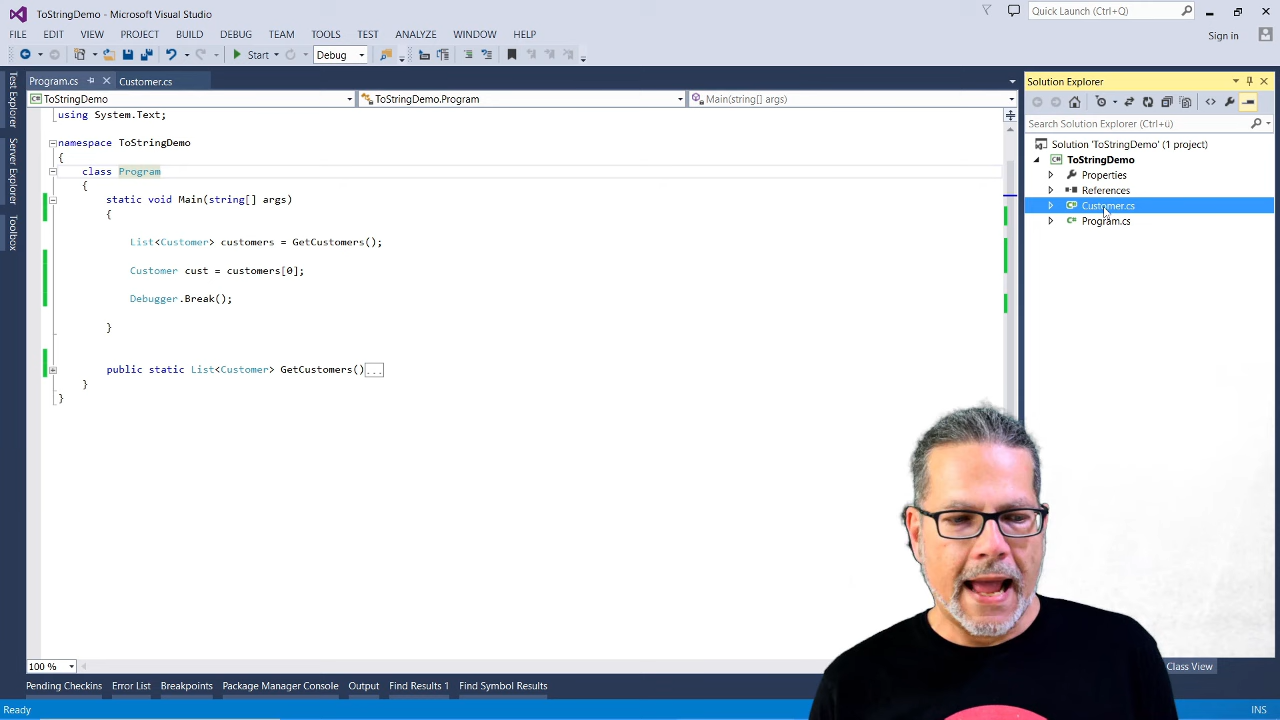 ToStringDemo - Microsoft Visual Studio
Quick Launch (Ctrl+Q)
FILE EDIT VIEW PROJECT BUILD DEBUG TEAM TOOLS TEST ANALYZE WINDOW HELP
Sign in
Start Debug
Program.cs Customer.cs
ToStringDemo ToStringDemo.Program Main(string[] args)
using System.Text;
namespace ToStringDemo
{
class Program
{
static void Main(string[] args)
{
List<Customer> customers = GetCustomers();
Customer cust = customers[0];
Debugger.Break();
}
public static List<Customer> GetCustomers()...
}
}
100 %
Test Explorer
Server Explorer
Toolbox
Solution Explorer
Search Solution Explorer (Ctrl+ü)
Solution 'ToStringDemo' (1 project)
ToStringDemo
Properties
References
Customer.cs
Program.cs
Class View
Pending Checkins Error List Breakpoints Package Manager Console Output Find Results 1 Find Symbol Results
Ready
INS